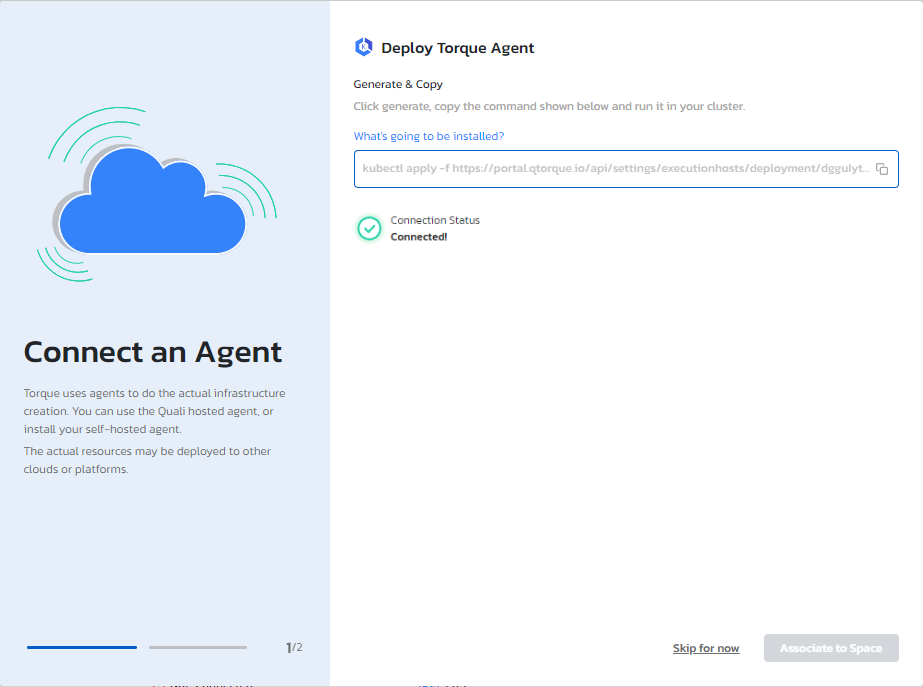 Deploy Torque Agent
Generate & Copy
Click generate, copy the command shown below and run it in your cluster.
What's going to be installed?
kubectl apply -f https://portal.qtorque.io/api/settings/executionhosts/deployment/dggulyt...
Connection Status
Connected!
Connect an Agent
Torque uses agents to do the actual infrastructure
creation. You can use the Quali hosted agent, or
install your self-hosted agent.
The actual resources may be deployed to other
clouds or platforms.
1/2
Skip for now
Associate to Space